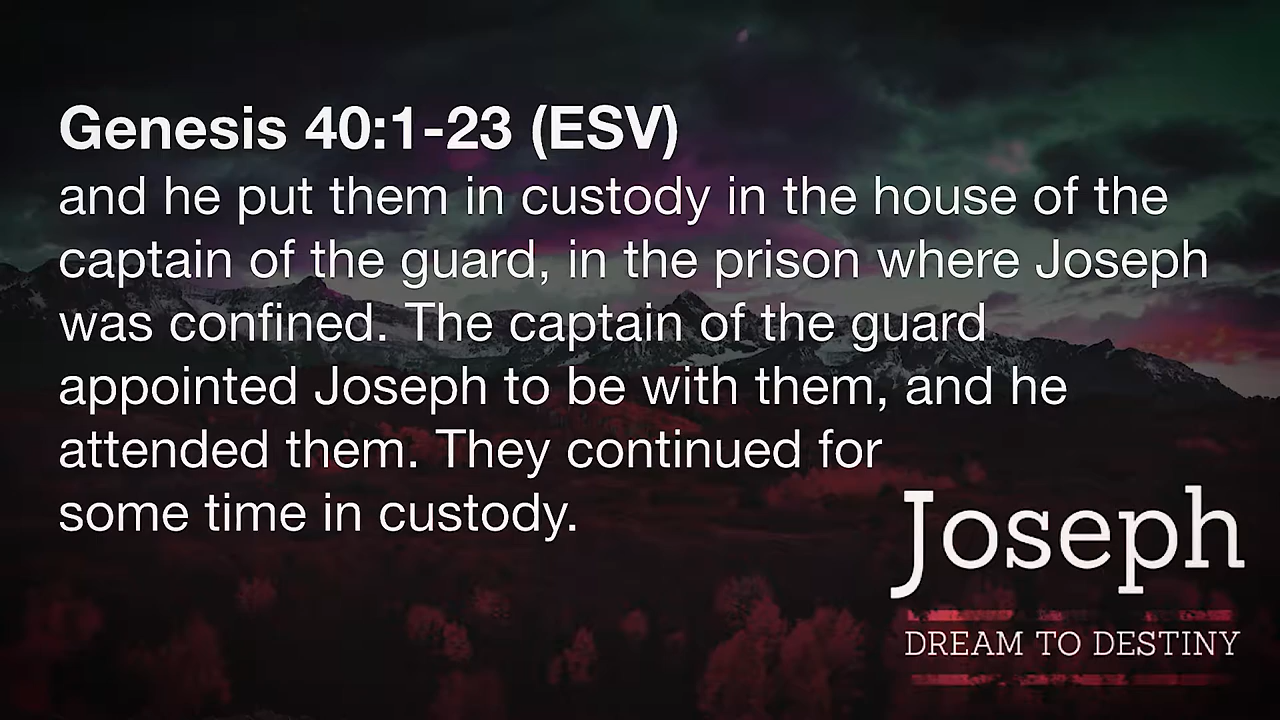 Genesis 40:1-23 (ESV)
and he put them in custody in the house of the
captain of the guard, in the prison where Joseph
was confined. The captain of the guard
appointed Joseph to be with them, and he
attended them. They continued for
some time in custody.
Joseph
DREAM TO DESTINY